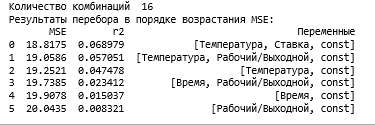 Количество комбинаций 16
Результаты перебора в порядке возрастания MSE:
MSE r2 Переменные
0 18.8175 0.068979 [Температура, Ставка, const]
1 19.0586 0.057051 [Температура, Рабочий/Выходной, const]
2 19.2521 0.047478 [Температура, const]
3 19.7385 0.023412 [Время, Рабочий/Выходной, const]
4 19.9078 0.015037 [Время, const]
5 20.0435 0.008321 [Рабочий/Выходной, const]